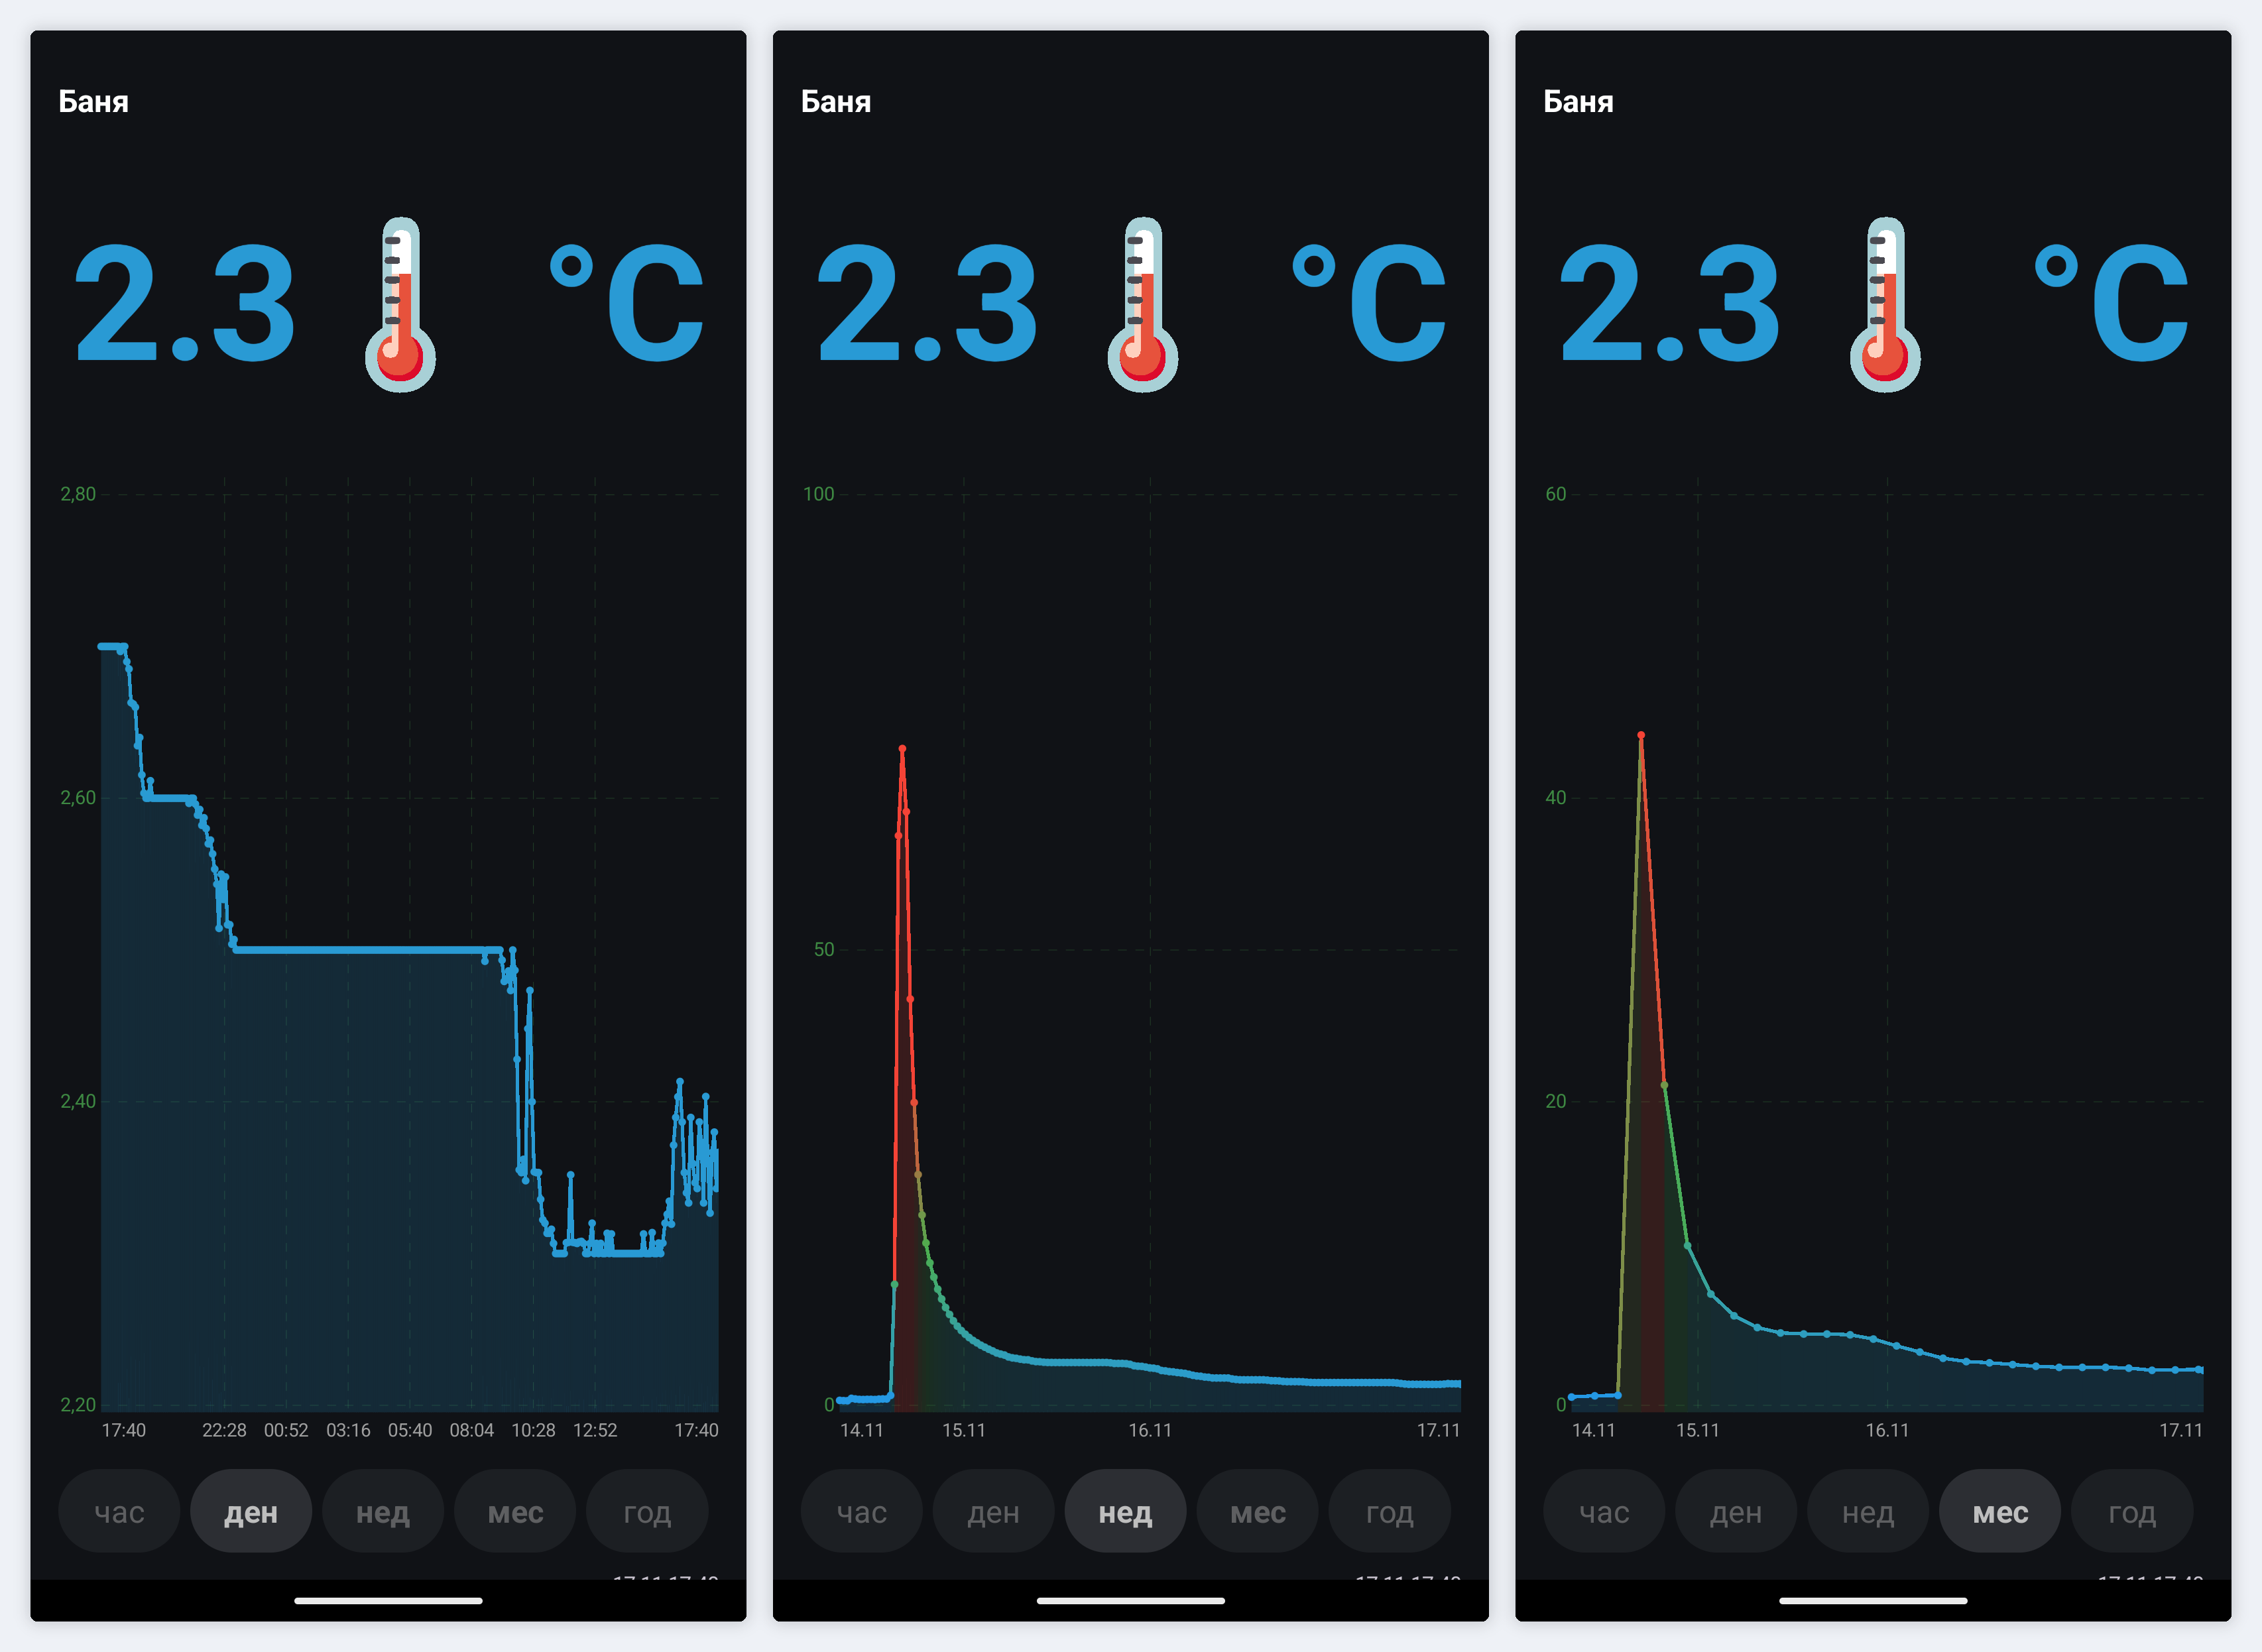 Баня
2.3 °C
2,80
2,60
2,40
2,20
17:40 22:28 00:52 03:16 05:40 08:04 10:28 12:52 17:40
час ден нед мес год
Баня
2.3 °C
100
50
0
14.11 15.11 16.11 17.11
час ден нед мес год
Баня
2.3 °C
60
40
20
0
14.11 15.11 16.11 17.11
час ден нед мес год